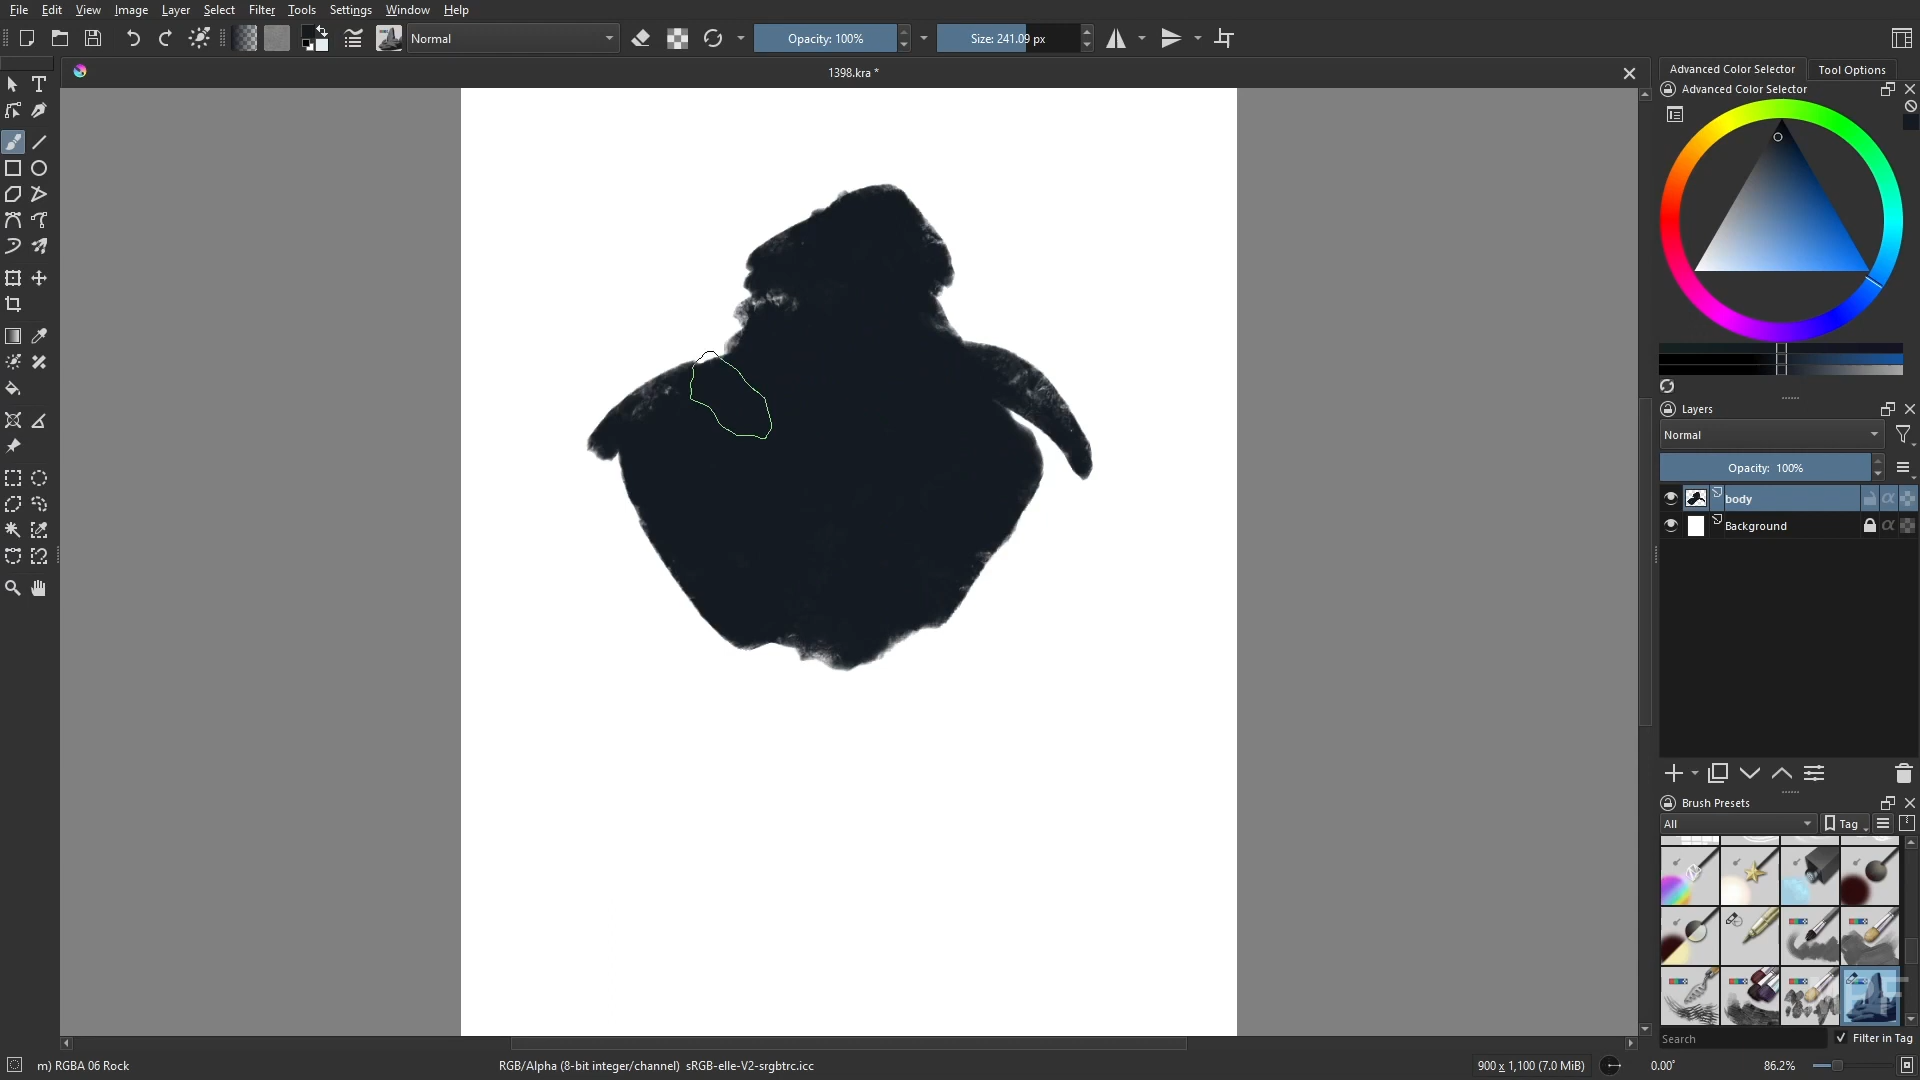 File Edit View Image Layer Select Filter Tools Settings Window Help
Normal Opacity: 100% Size: 241.09 px
1398.kra *
Advanced Color Selector Tool Options
Advanced Color Selector
Layers
Normal
Opacity: 100%
body
Background
Brush Presets
All Tag
Search Filter in Tag
m) RGBA 06 Rock RGB/Alpha (8-bit integer/channel) sRGB-elle-V2-srgbtrc.icc 900 x 1,100 (7.0 MiB) 0.00° 86.2%